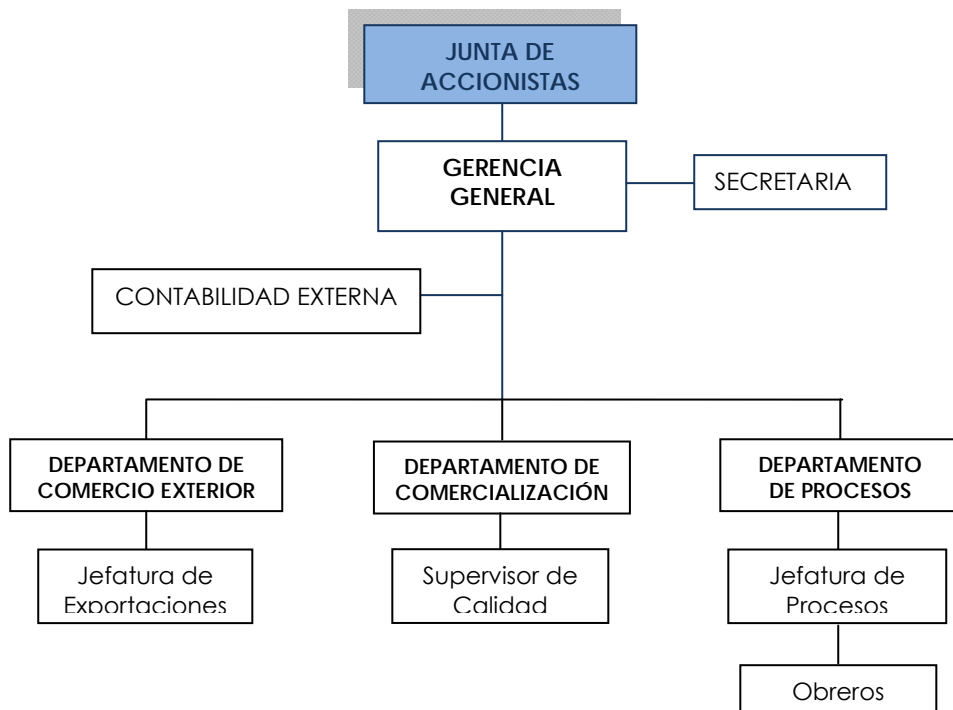 JUNTA DE
ACCIONISTAS
GERENCIA
GENERAL
SECRETARIA
CONTABILIDAD EXTERNA
DEPARTAMENTO DE
COMERCIO EXTERIOR
DEPARTAMENTO DE
COMERCIALIZACIÓN
DEPARTAMENTO
DE PROCESOS
Jefatura de
Exportaciones
Supervisor de
Calidad
Jefatura de
Procesos
Obreros